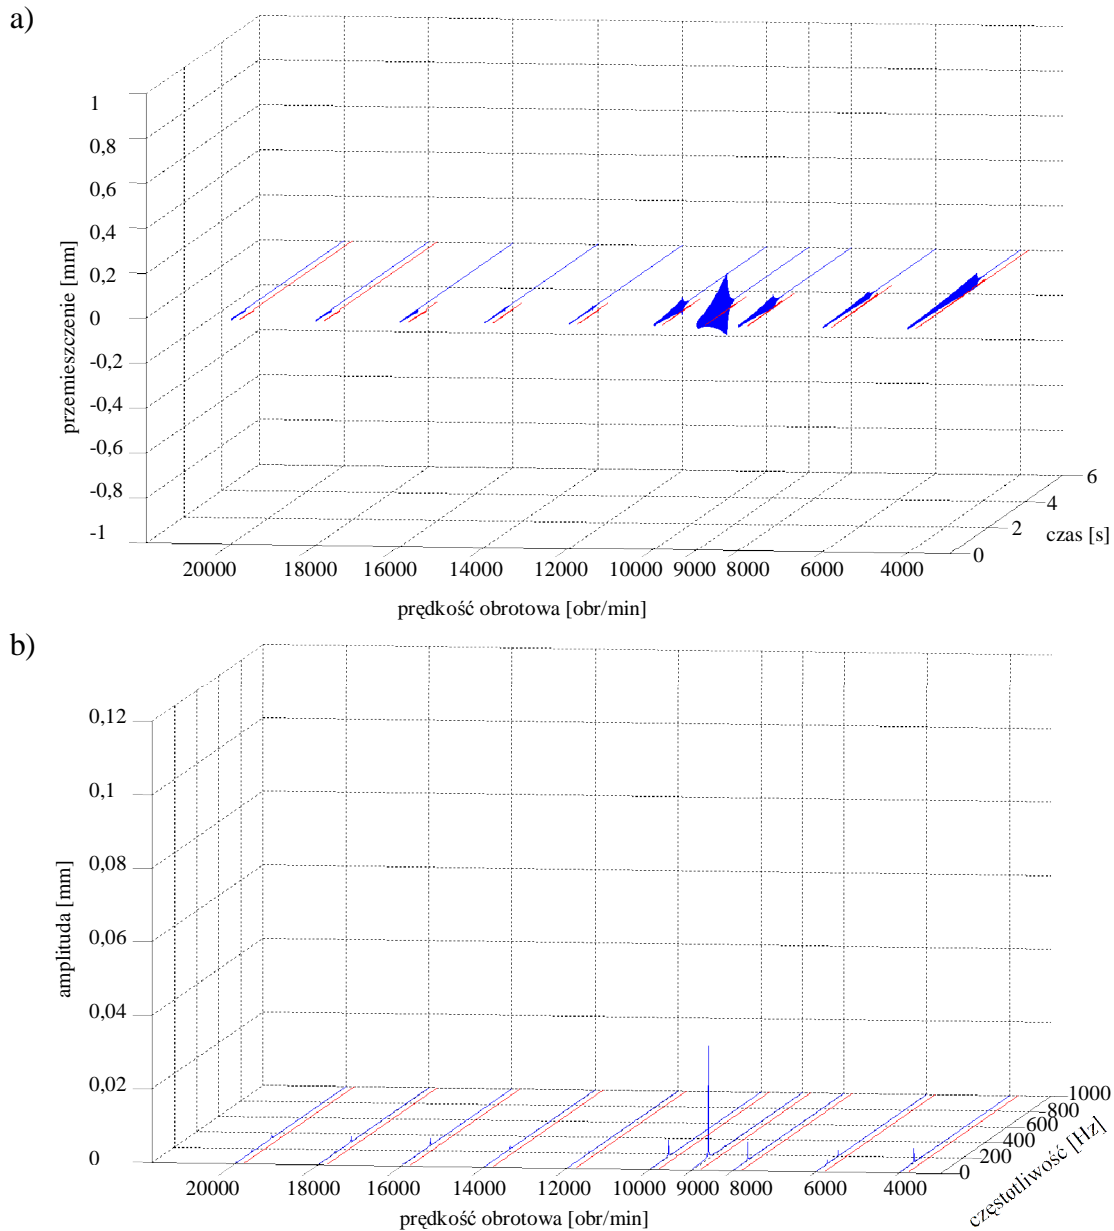 a)
1
0,8
0,6
0,4
0,2
0
-0,2
-0,4
-0,6
-0,8
-1
przemieszczenie [mm]
20000 18000 16000 14000 12000 10000 9000 8000 6000 4000
prędkość obrotowa [obr/min]
0 2 4 6
czas [s]
b)
0,12
0,1
0,08
0,06
0,04
0,02
0
amplituda [mm]
20000 18000 16000 14000 12000 10000 9000 8000 6000 4000
prędkość obrotowa [obr/min]
0 200 400 600 800 1000
częstotliwość [Hz]